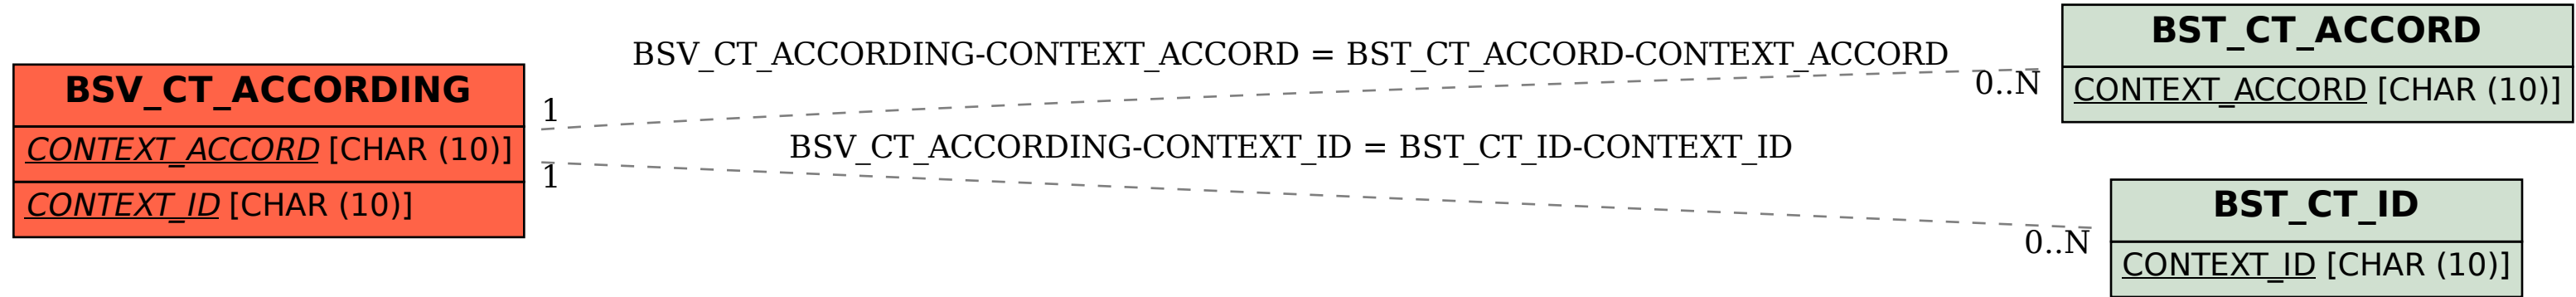 BSV_CT_ACCORDING
CONTEXT_ACCORD [CHAR (10)]
CONTEXT_ID [CHAR (10)]
BSV_CT_ACCORDING-CONTEXT_ACCORD = BST_CT_ACCORD-CONTEXT_ACCORD
1
0..N
BSV_CT_ACCORDING-CONTEXT_ID = BST_CT_ID-CONTEXT_ID
1
0..N
BST_CT_ACCORD
CONTEXT_ACCORD [CHAR (10)]
BST_CT_ID
CONTEXT_ID [CHAR (10)]